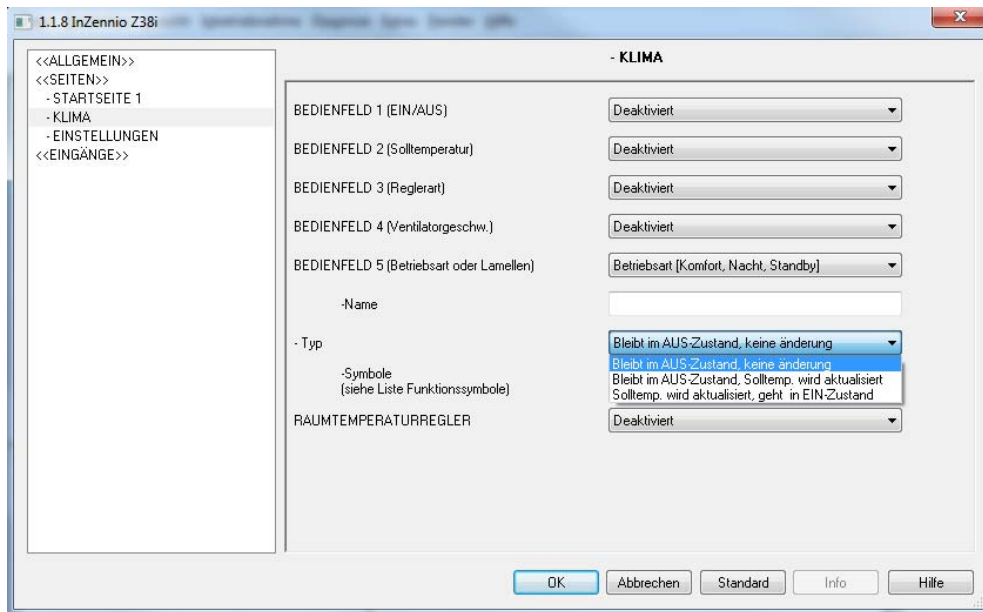 1.1.8 InZennio Z38i
<<ALLGEMEIN>>
<<SEITEN>>
- STARTSEITE 1
- KLIMA
- EINSTELLUNGEN
<<EINGÄNGE>>
- KLIMA
BEDIENFELD 1 (EIN/AUS)
Deaktiviert
BEDIENFELD 2 (Solltemperatur)
Deaktiviert
BEDIENFELD 3 (Reglerart)
Deaktiviert
BEDIENFELD 4 (Ventilatorgeschw.)
Deaktiviert
BEDIENFELD 5 (Betriebsart oder Lamellen)
Betriebsart [Komfort, Nacht, Standby]
-Name
- Typ
Bleibt im AUS-Zustand, keine änderung
Bleibt im AUS-Zustand, keine änderung
Bleibt im AUS-Zustand, Solltemp. wird aktualisiert
Solltemp. wird aktualisiert, geht in EIN-Zustand
-Symbole
(siehe Liste Funktionssymbole)
RAUMTEMPERATURREGLER
Deaktiviert
OK
Abbrechen
Standard
Info
Hilfe